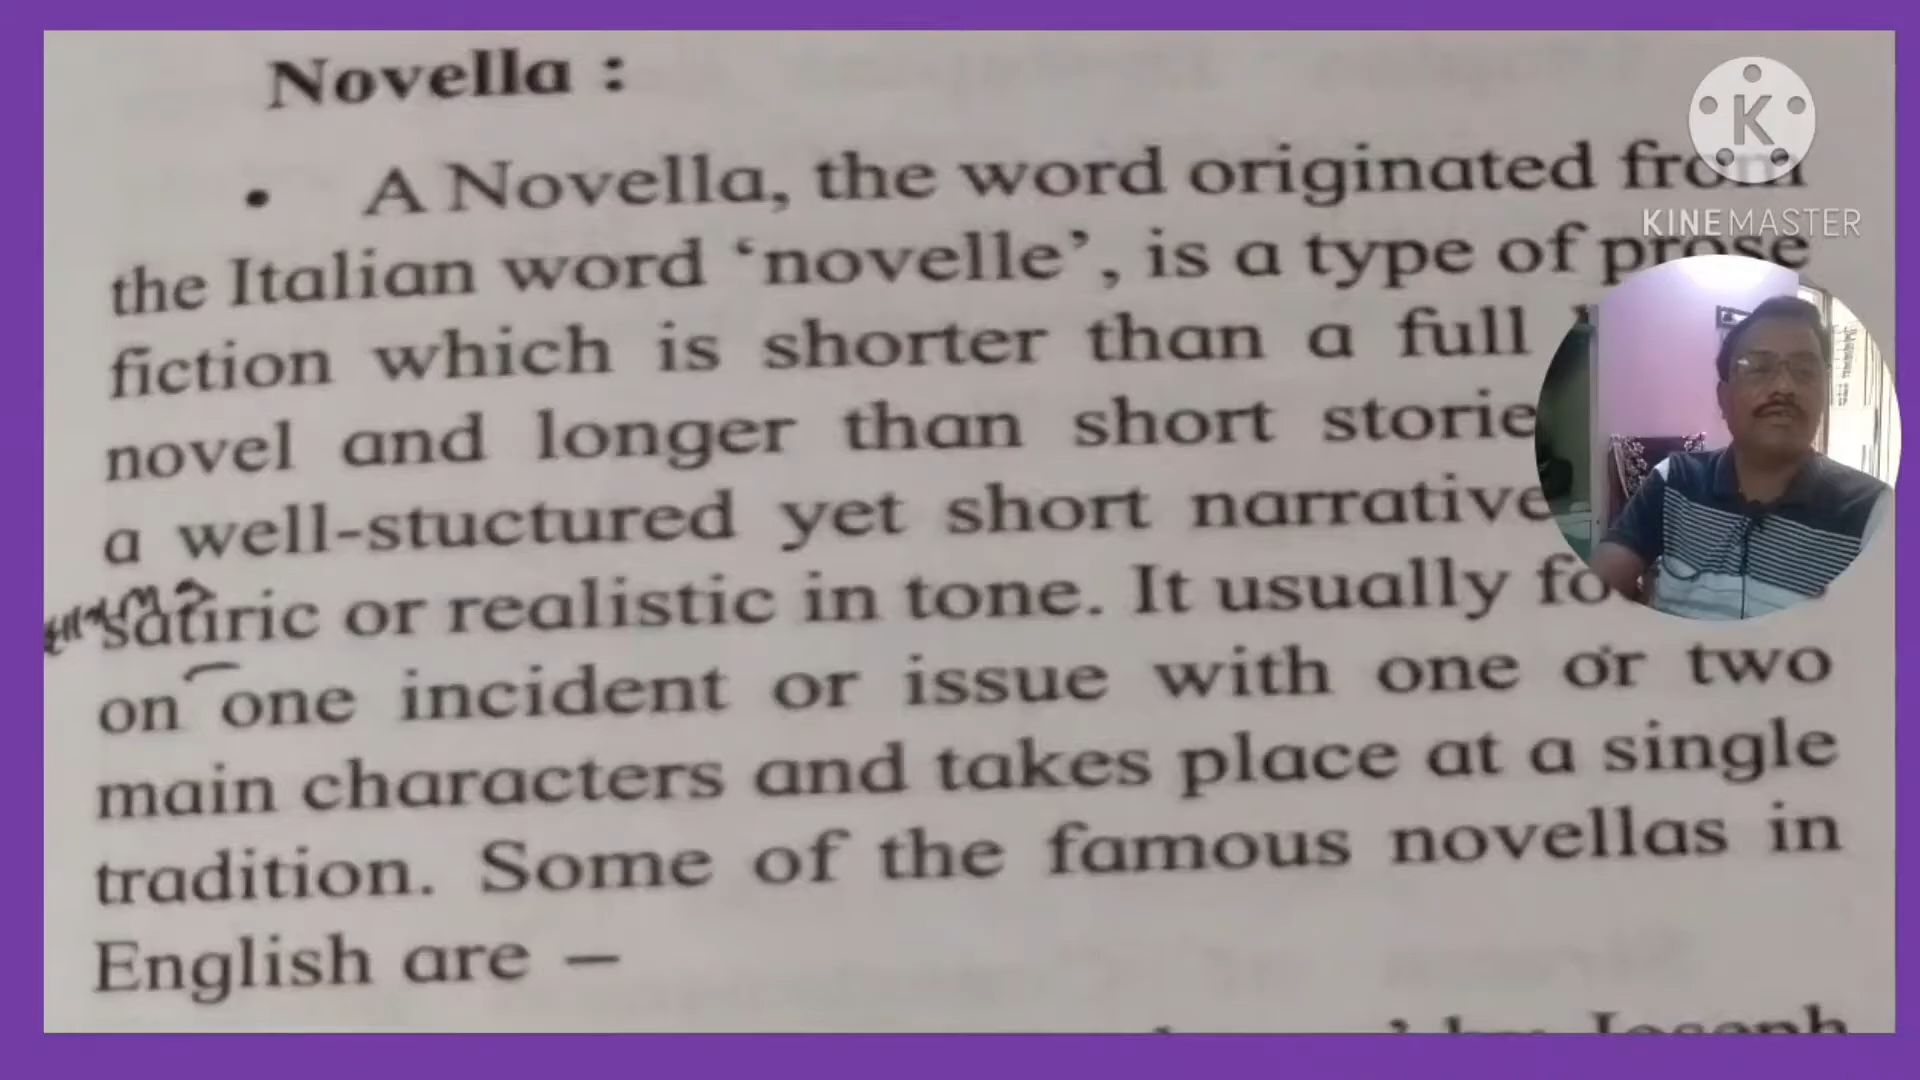 Novella :
• A Novella, the word originated from
the Italian word ‘novelle’, is a type of prose
fiction which is shorter than a full
novel and longer than short storie
a well-stuctured yet short narrative
satiric or realistic in tone. It usually fo
on one incident or issue with one or two
main characters and takes place at a single
tradition. Some of the famous novellas in
English are –
by Joseph
K
KINEMASTER